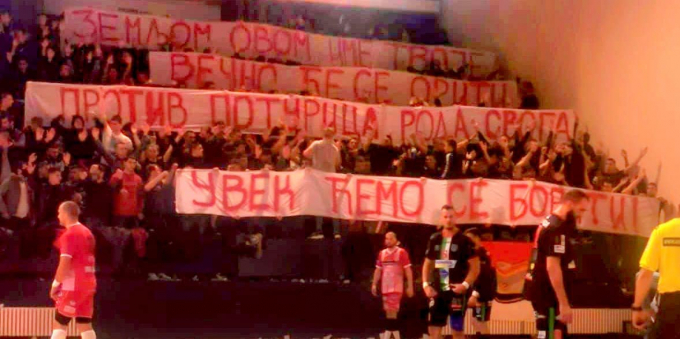 ЗЕМЉОМ ОВОМ ИМЕ ТВОЈЕ
ВЕЧНО ЋЕ СЕ ОРИТИ
ПРОТИВ ПОТУРИЦА РОДА СВОГА
УВЕК ЋЕМО СЕ БОРИТИ!